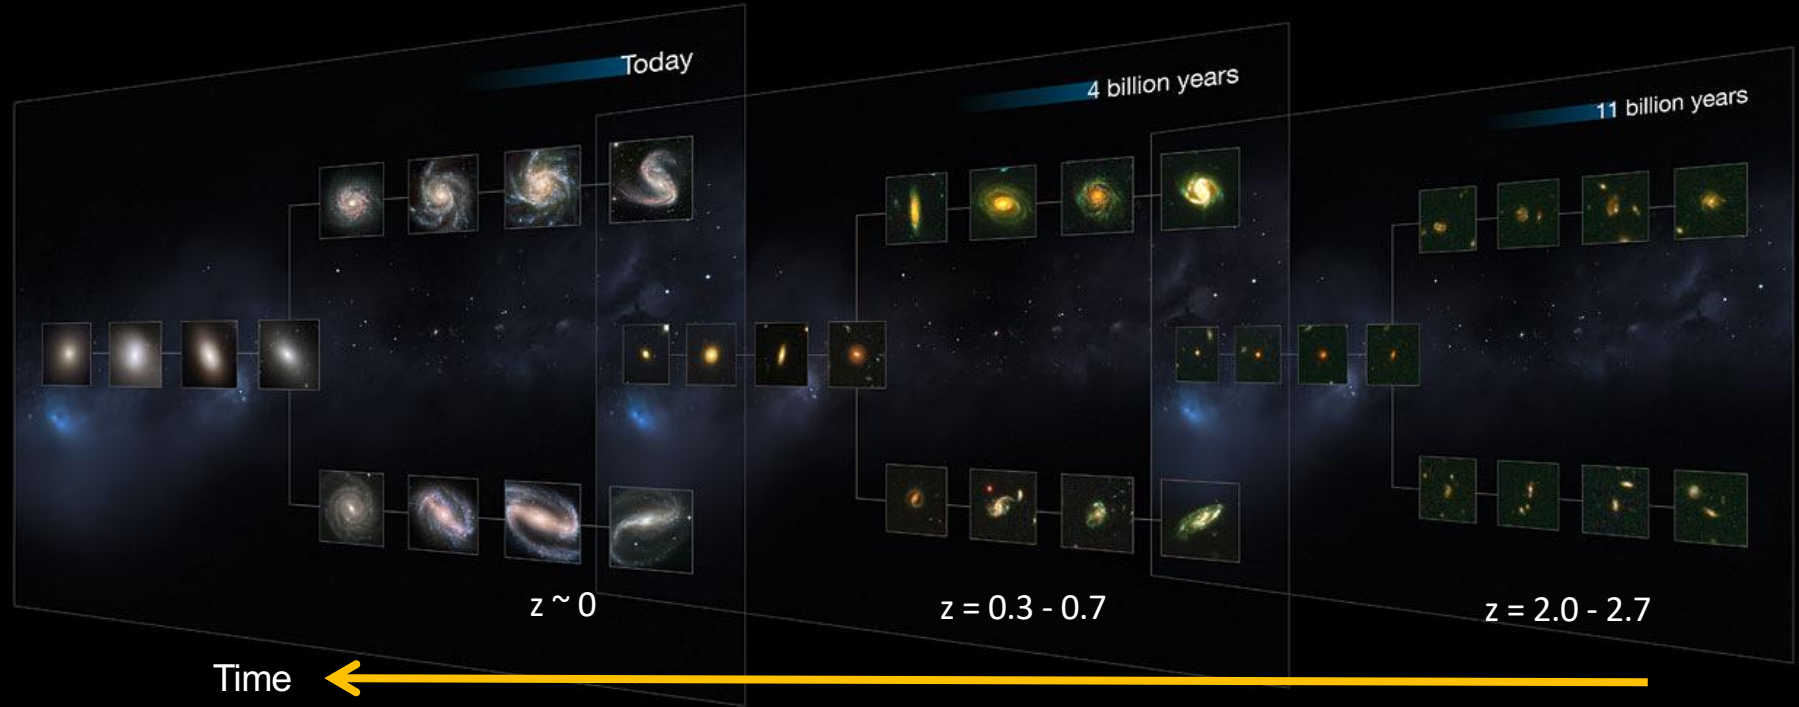 Today
4 billion years
11 billion years
z ~ 0
z = 0.3 - 0.7
z = 2.0 - 2.7
Time